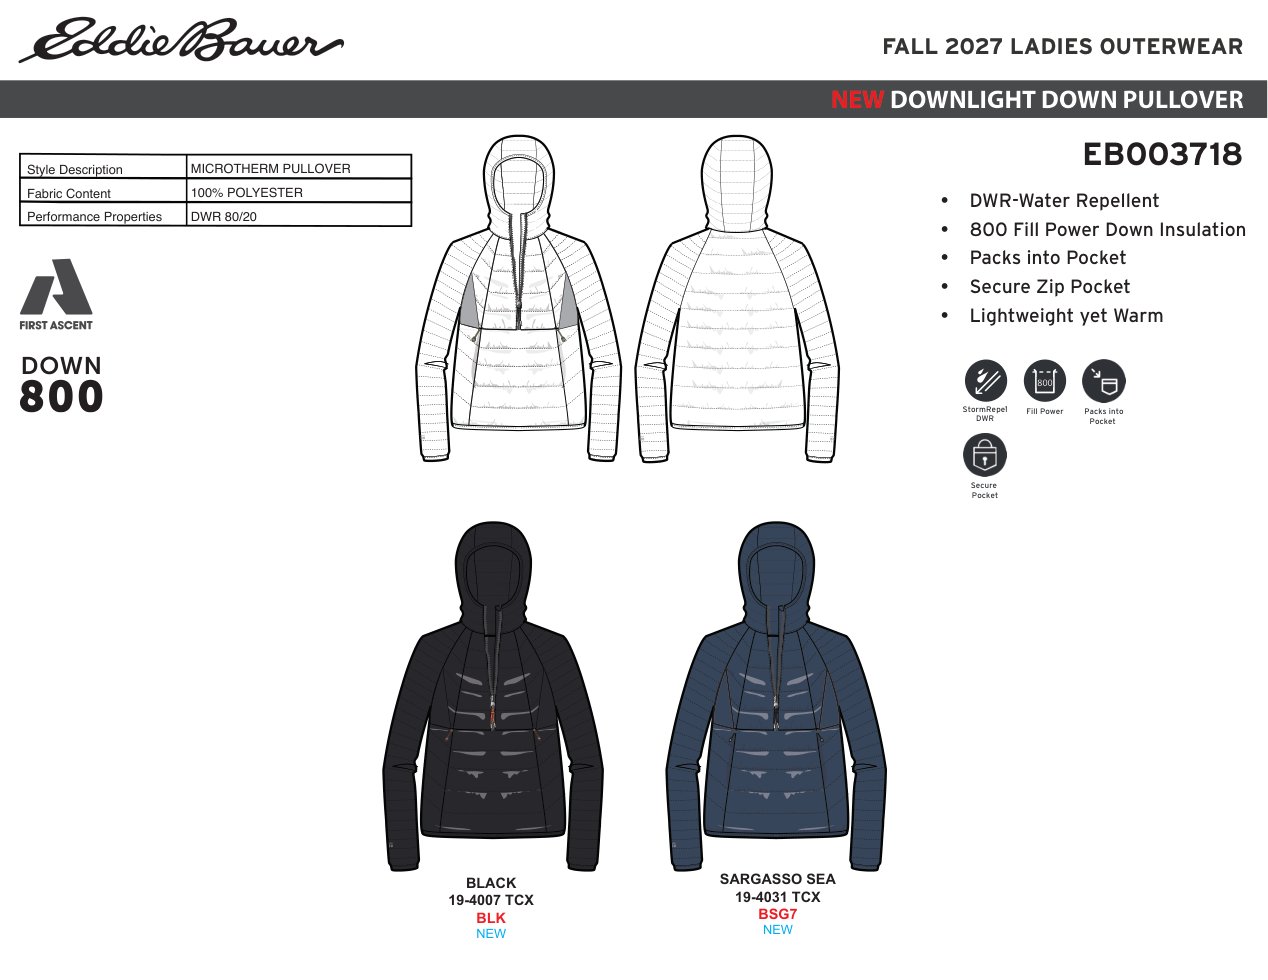 Eddie Bauer
FALL 2027 LADIES OUTERWEAR
NEW DOWNLIGHT DOWN PULLOVER
EB003718
Style Description MICROTHERM PULLOVER
Fabric Content 100% POLYESTER
Performance Properties DWR 80/20
FIRST ASCENT
DOWN
800
• DWR-Water Repellent
• 800 Fill Power Down Insulation
• Packs into Pocket
• Secure Zip Pocket
• Lightweight yet Warm
StormRepel
DWR
800
Fill Power
Packs into
Pocket
Secure
Pocket
BLACK
19-4007 TCX
BLK
NEW
SARGASSO SEA
19-4031 TCX
BSG7
NEW